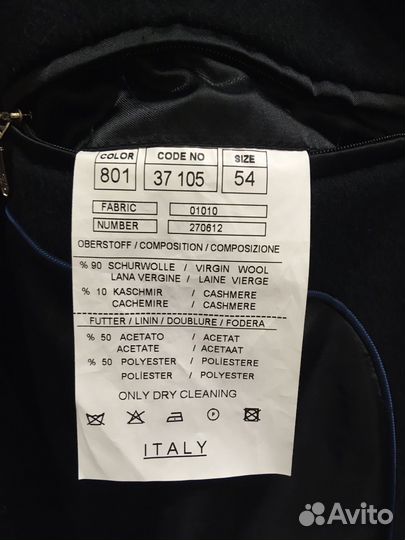 COLOR CODE NO SIZE
801 37 105 54
FABRIC 01010
NUMBER 270612
OBERSTOFF / COMPOSITION / COMPOSIZIONE
% 90 SCHURWOLLE / VIRGIN WOOL
LANA VERGINE / LAINE VIERGE
% 10 KASCHMIR / CASHMERE
CACHEMIRE / CASHMERE
FUTTER / LININ / DOUBLURE / FODERA
% 50 ACETATO / ACETAT
ACETATE / ACETAAT
% 50 POLYESTER / POLIESTERE
POLİESTER / POLYESTER
ONLY DRY CLEANING
ITALY
Avito